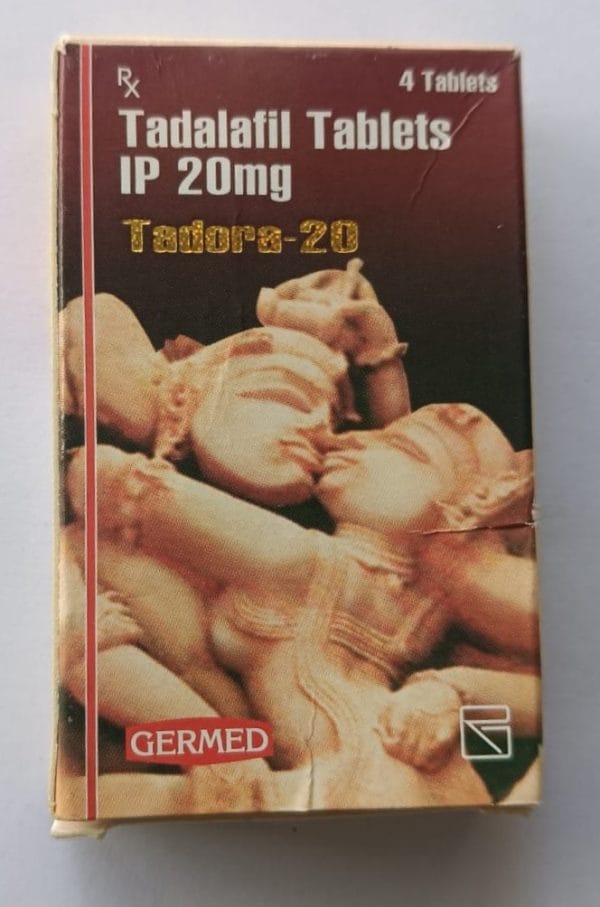 Rx
4 Tablets
Tadalafil Tablets
IP 20mg
Tadora-20
GERMED